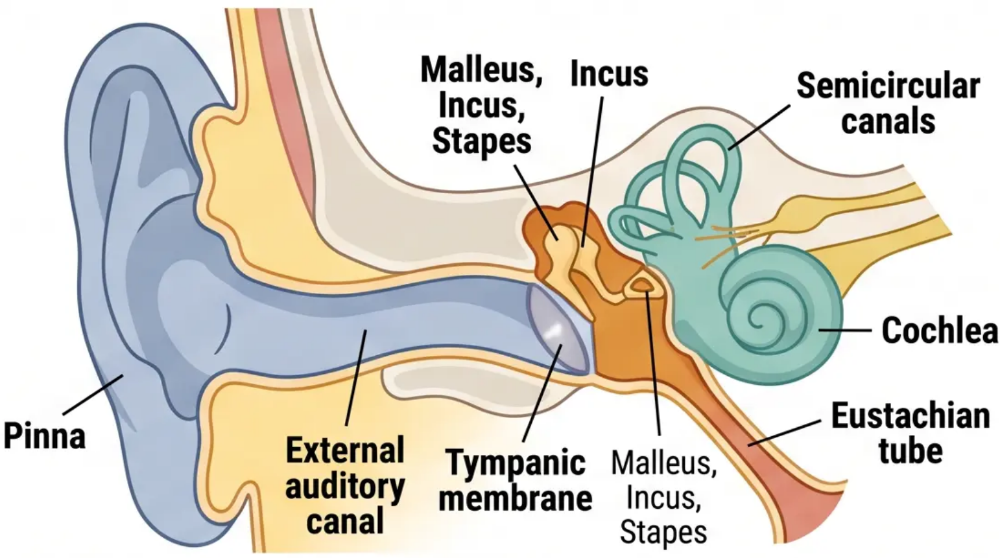 Malleus,
Incus,
Stapes
Incus
Semicircular
canals
Cochlea
Eustachian
tube
Pinna
External
auditory
canal
Tympanic
membrane
Malleus,
Incus,
Stapes